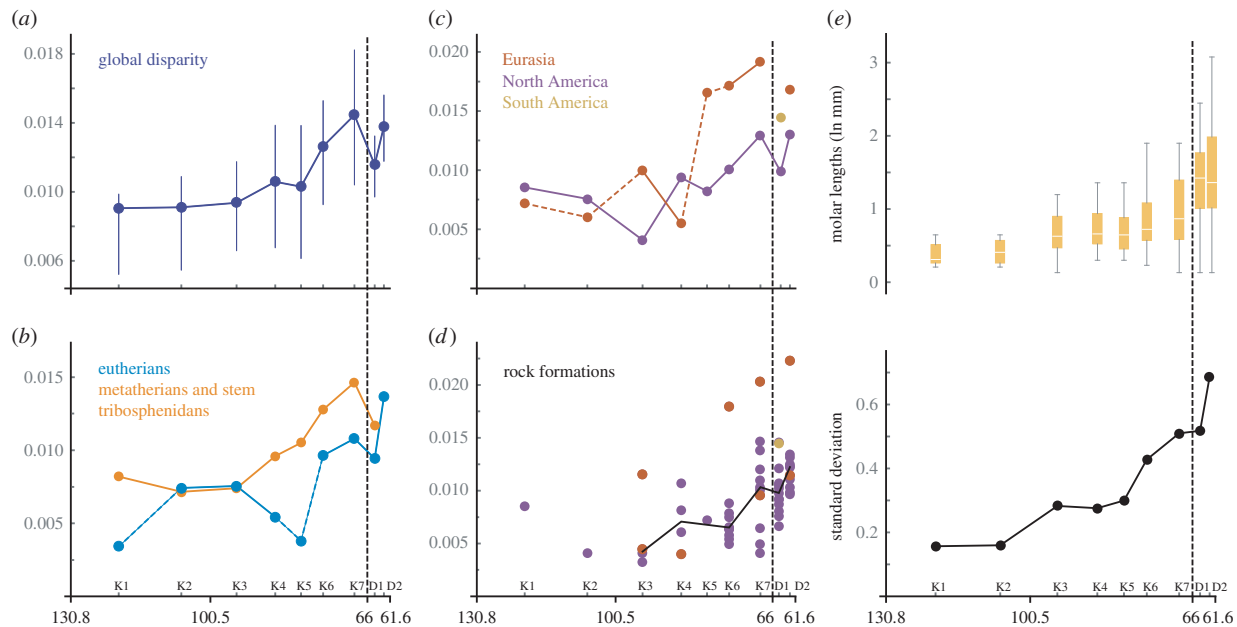 (a)
0.018
0.014
0.010
0.006
global disparity
(b)
0.015
0.010
0.005
eutherians
metatherians and stem
tribosphenidans
K1 K2 K3 K4 K5 K6 K7 D1 D2
130.8 100.5 66 61.6
(c)
0.020
0.015
0.010
0.005
Eurasia
North America
South America
(d)
0.020
0.015
0.010
0.005
rock formations
K1 K2 K3 K4 K5 K6 K7 D1 D2
130.8 100.5 66 61.6
(e)
molar lengths (ln mm)
3
2
1
0
standard deviation
0.6
0.4
0.2
K1 K2 K3 K4 K5 K6 K7 D1 D2
130.8 100.5 66 61.6